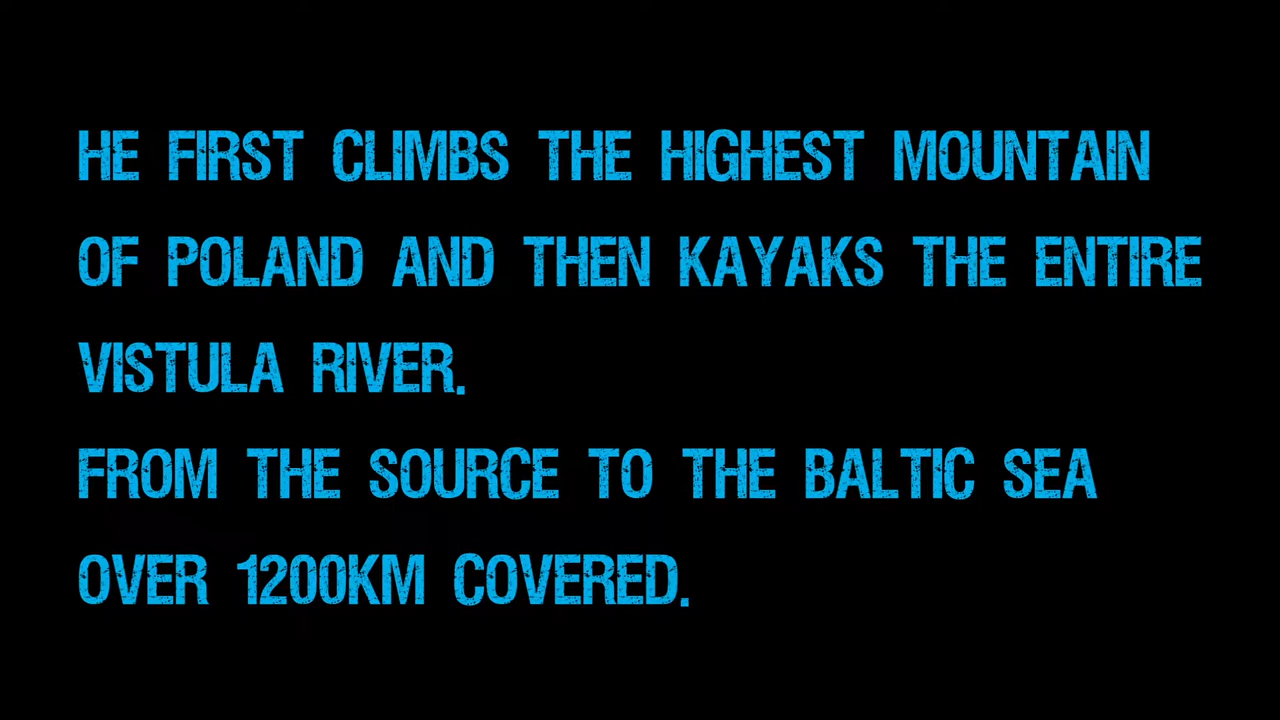 HE FIRST CLIMBS THE HIGHEST MOUNTAIN
OF POLAND AND THEN KAYAKS THE ENTIRE
VISTULA RIVER.
FROM THE SOURCE TO THE BALTIC SEA
OVER 1200KM COVERED.